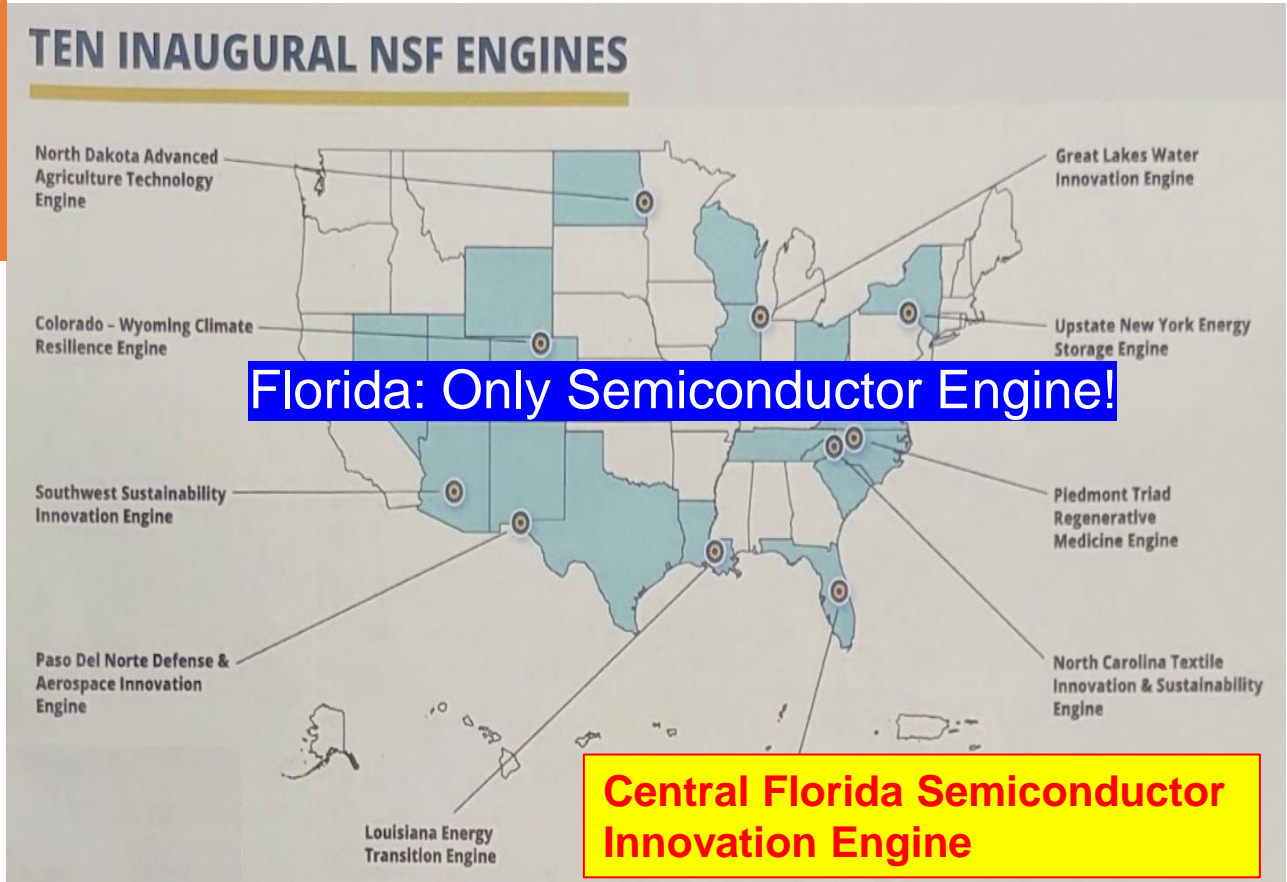 TEN INAUGURAL NSF ENGINES
North Dakota Advanced
Agriculture Technology
Engine
Great Lakes Water
Innovation Engine
Colorado – Wyoming Climate
Resilience Engine
Upstate New York Energy
Storage Engine
Florida: Only Semiconductor Engine!
Southwest Sustainability
Innovation Engine
Piedmont Triad
Regenerative
Medicine Engine
Paso Del Norte Defense &
Aerospace Innovation
Engine
North Carolina Textile
Innovation & Sustainability
Engine
Louisiana Energy
Transition Engine
Central Florida Semiconductor
Innovation Engine